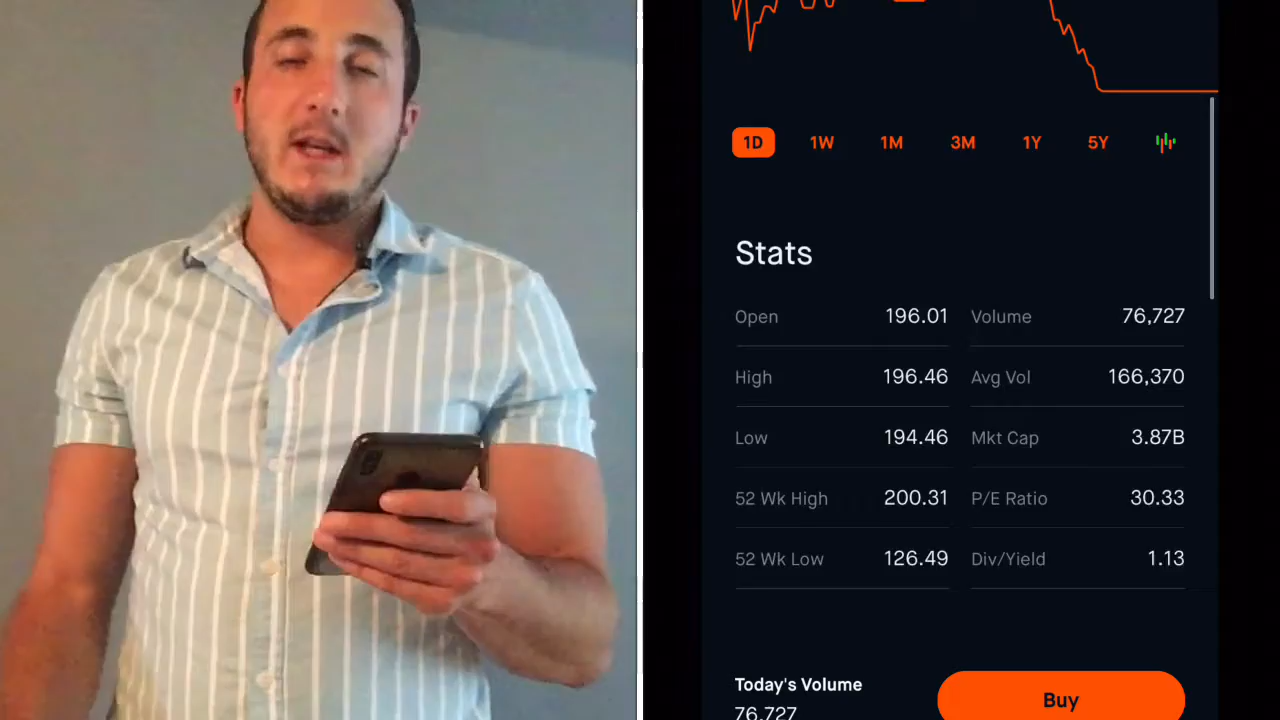 1D 1W 1M 3M 1Y 5Y
Stats
Open 196.01 Volume 76,727
High 196.46 Avg Vol 166,370
Low 194.46 Mkt Cap 3.87B
52 Wk High 200.31 P/E Ratio 30.33
52 Wk Low 126.49 Div/Yield 1.13
Today's Volume
76,727
Buy